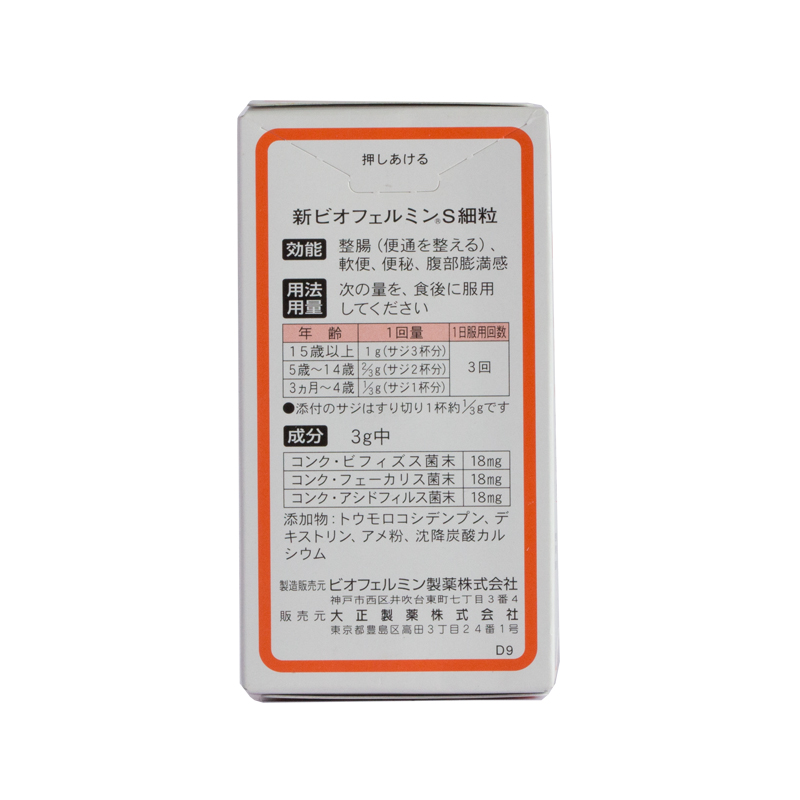 押しあける
新ビオフェルミン®S細粒
効能 整腸（便通を整える）、
軟便、便秘、腹部膨満感
用法 次の量を、食後に服用
用量 してください
年齢 1回量 1日服用回数
15歳以上 1g(サジ3杯分)
5歳〜14歳 2/3g(サジ2杯分) 3回
3ヵ月〜4歳 1/3g(サジ1杯分)
●添付のサジはすり切り1杯約1/3gです
成分 3g中
コンク・ビフィズス菌末 18mg
コンク・フェーカリス菌末 18mg
コンク・アシドフィルス菌末 18mg
添加物:トウモロコシデンプン、デ
キストリン、アメ粉、沈降炭酸カル
シウム
製造販売元 ビオフェルミン製薬株式会社
神戸市西区井吹台東町七丁目3番4
販売元 大正製薬株式会社
東京都豊島区高田3丁目24番1号
D9